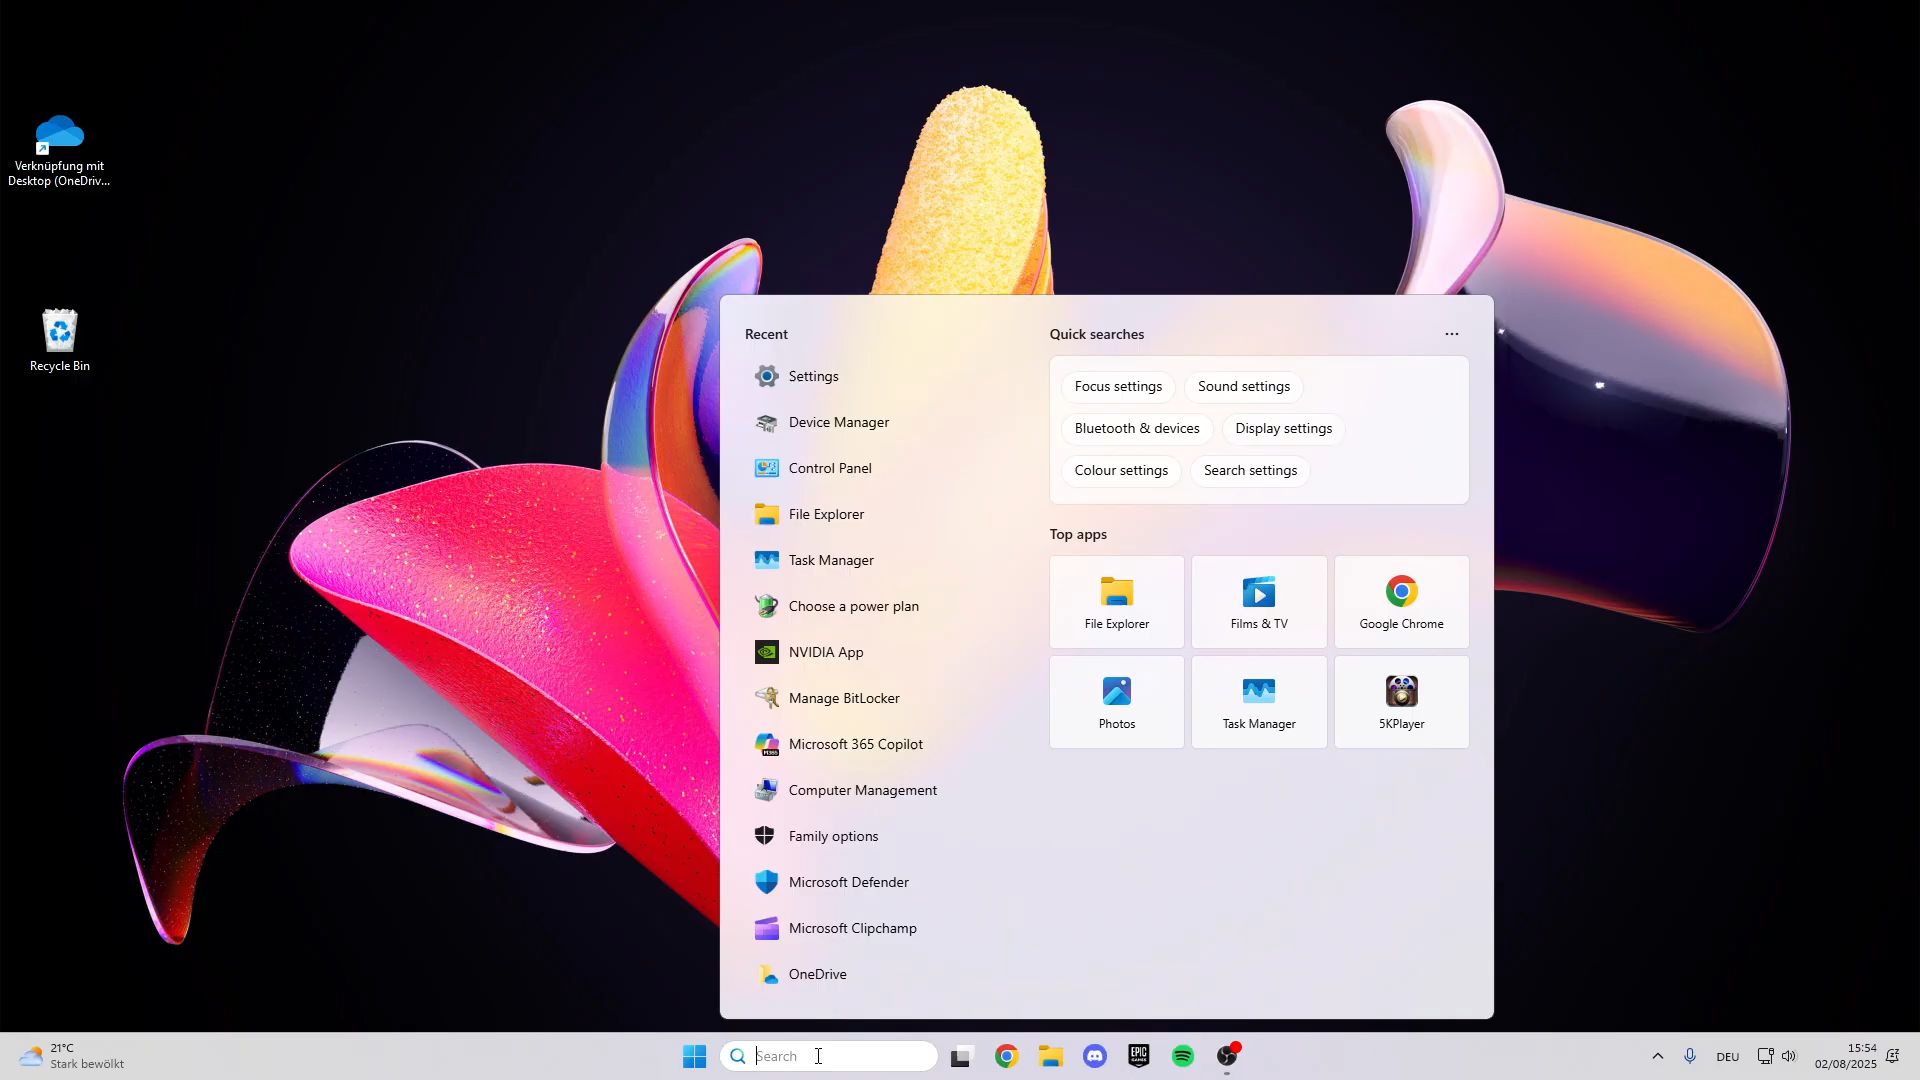 Verknüpfung mit
Desktop (OneDriv...
Recycle Bin
Recent
Settings
Device Manager
Control Panel
File Explorer
Task Manager
Choose a power plan
NVIDIA App
Manage BitLocker
Microsoft 365 Copilot
Computer Management
Family options
Microsoft Defender
Microsoft Clipchamp
OneDrive
Quick searches
Focus settings
Sound settings
Bluetooth & devices
Display settings
Colour settings
Search settings
Top apps
File Explorer
Films & TV
Google Chrome
Photos
Task Manager
5KPlayer
21°C
Stark bewölkt
Search
EPIC
GAMES
DEU
15:54
02/08/2025